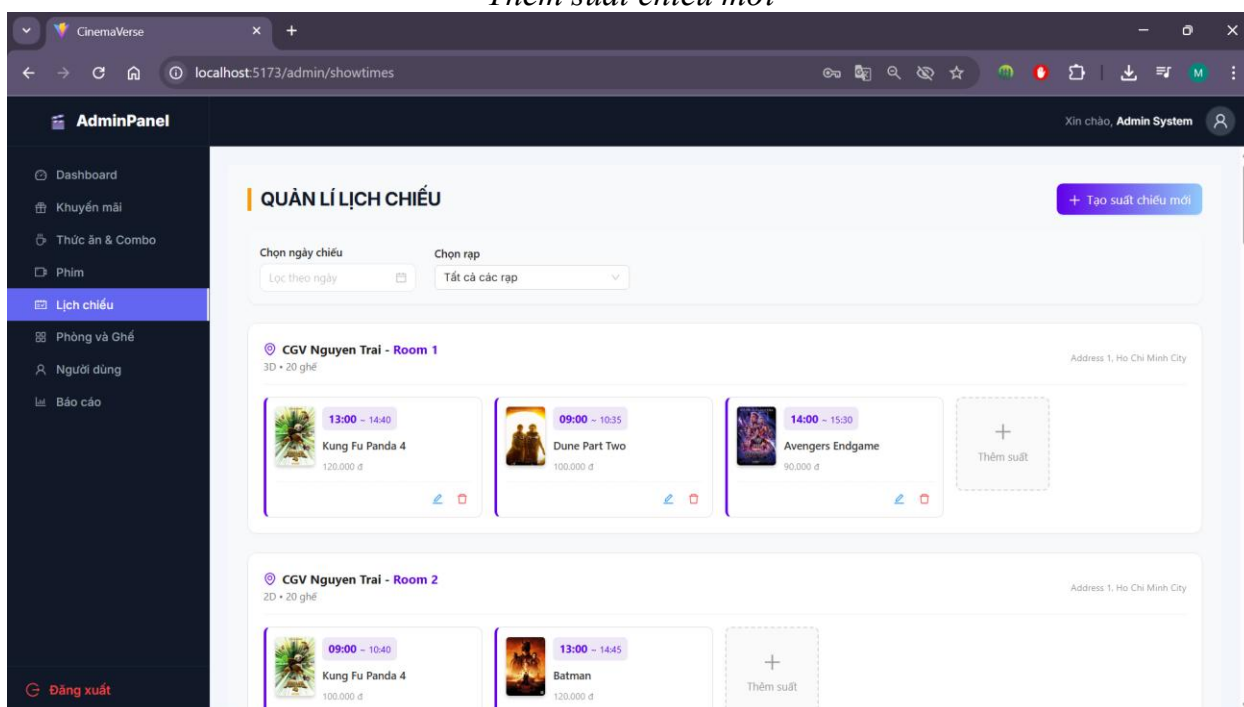 Thêm suất chiếu mới
CinemaVerse
localhost:5173/admin/showtimes
M
AdminPanel
Xin chào, Admin System
Dashboard
Khuyến mãi
Thức ăn & Combo
Phim
Lịch chiếu
Phòng và Ghế
Người dùng
Báo cáo
Đăng xuất
QUẢN LÍ LỊCH CHIẾU
+ Tạo suất chiếu mới
Chọn ngày chiếu
Chọn rạp
Lọc theo ngày
Tất cả các rạp
CGV Nguyen Trai - Room 1
3D • 20 ghế
Address 1, Ho Chi Minh City
13:00 ~ 14:40
Kung Fu Panda 4
120.000 đ
09:00 ~ 10:35
Dune Part Two
100.000 đ
14:00 ~ 15:30
Avengers Endgame
90.000 đ
Thêm suất
CGV Nguyen Trai - Room 2
2D • 20 ghế
Address 1, Ho Chi Minh City
09:00 ~ 10:40
Kung Fu Panda 4
100.000 đ
13:00 ~ 14:45
Batman
120.000 đ
Thêm suất